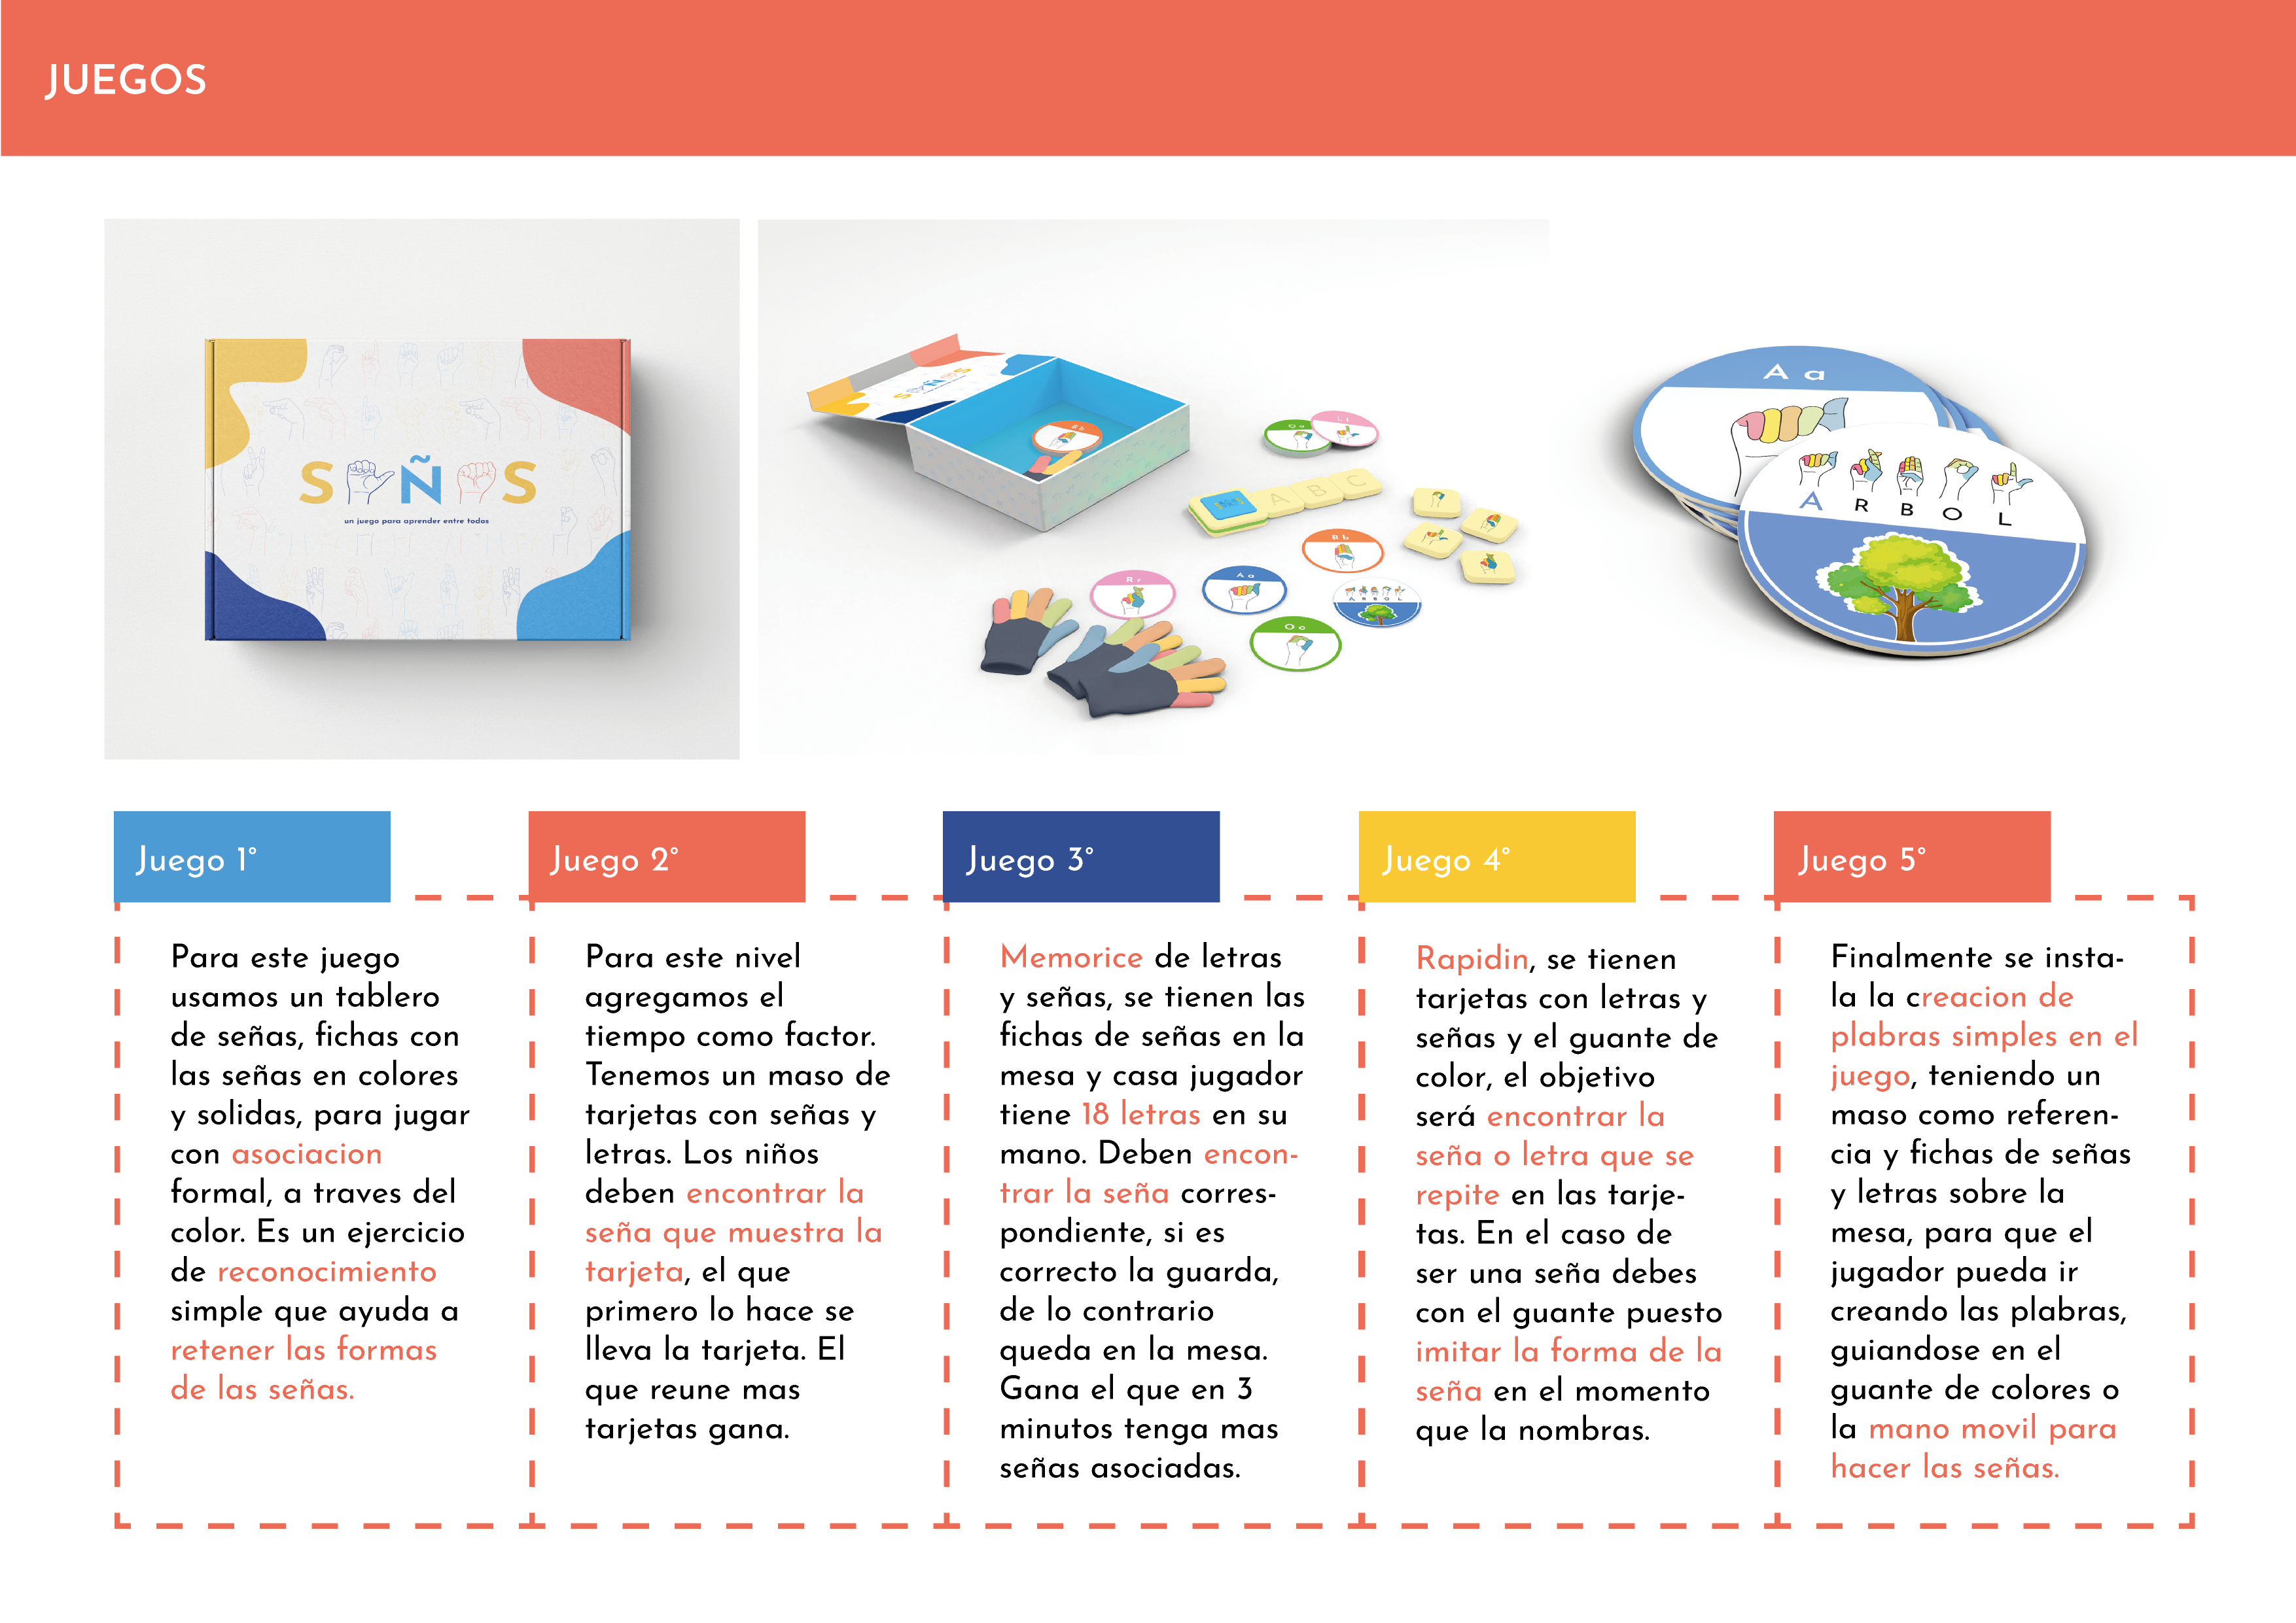 JUEGOS
S Ñ S
un juego para aprender entre todos
B b
O o
L l
A B C
B b
R r
A a
A R B O L
O o
A a
A R B O L
Juego 1°
Para este juego
usamos un tablero
de señas, fichas con
las señas en colores
y solidas, para jugar
con asociacion
formal, a traves del
color. Es un ejercicio
de reconocimiento
simple que ayuda a
retener las formas
de las señas.
Juego 2°
Para este nivel
agregamos el
tiempo como factor.
Tenemos un maso de
tarjetas con señas y
letras. Los niños
deben encontrar la
seña que muestra la
tarjeta, el que
primero lo hace se
lleva la tarjeta. El
que reune mas
tarjetas gana.
Juego 3°
Memorice de letras
y señas, se tienen las
fichas de señas en la
mesa y casa jugador
tiene 18 letras en su
mano. Deben encon-
trar la seña corres-
pondiente, si es
correcto la guarda,
de lo contrario
queda en la mesa.
Gana el que en 3
minutos tenga mas
señas asociadas.
Juego 4°
Rapidin, se tienen
tarjetas con letras y
señas y el guante de
color, el objetivo
será encontrar la
seña o letra que se
repite en las tarje-
tas. En el caso de
ser una seña debes
con el guante puesto
imitar la forma de la
seña en el momento
que la nombras.
Juego 5°
Finalmente se insta-
la la creacion de
plabras simples en el
juego, teniendo un
maso como referen-
cia y fichas de señas
y letras sobre la
mesa, para que el
jugador pueda ir
creando las plabras,
guiandose en el
guante de colores o
la mano movil para
hacer las señas.